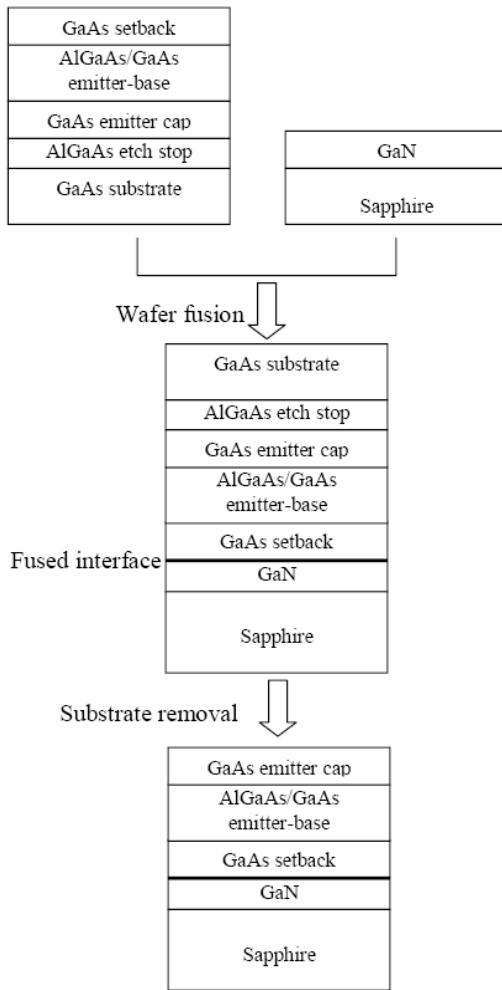 GaAs setback
AlGaAs/GaAs
emitter-base
GaAs emitter cap
AlGaAs etch stop
GaAs substrate
GaN
Sapphire
Wafer fusion
GaAs substrate
AlGaAs etch stop
GaAs emitter cap
AlGaAs/GaAs
emitter-base
GaAs setback
Fused interface
GaN
Sapphire
Substrate removal
GaAs emitter cap
AlGaAs/GaAs
emitter-base
GaAs setback
GaN
Sapphire